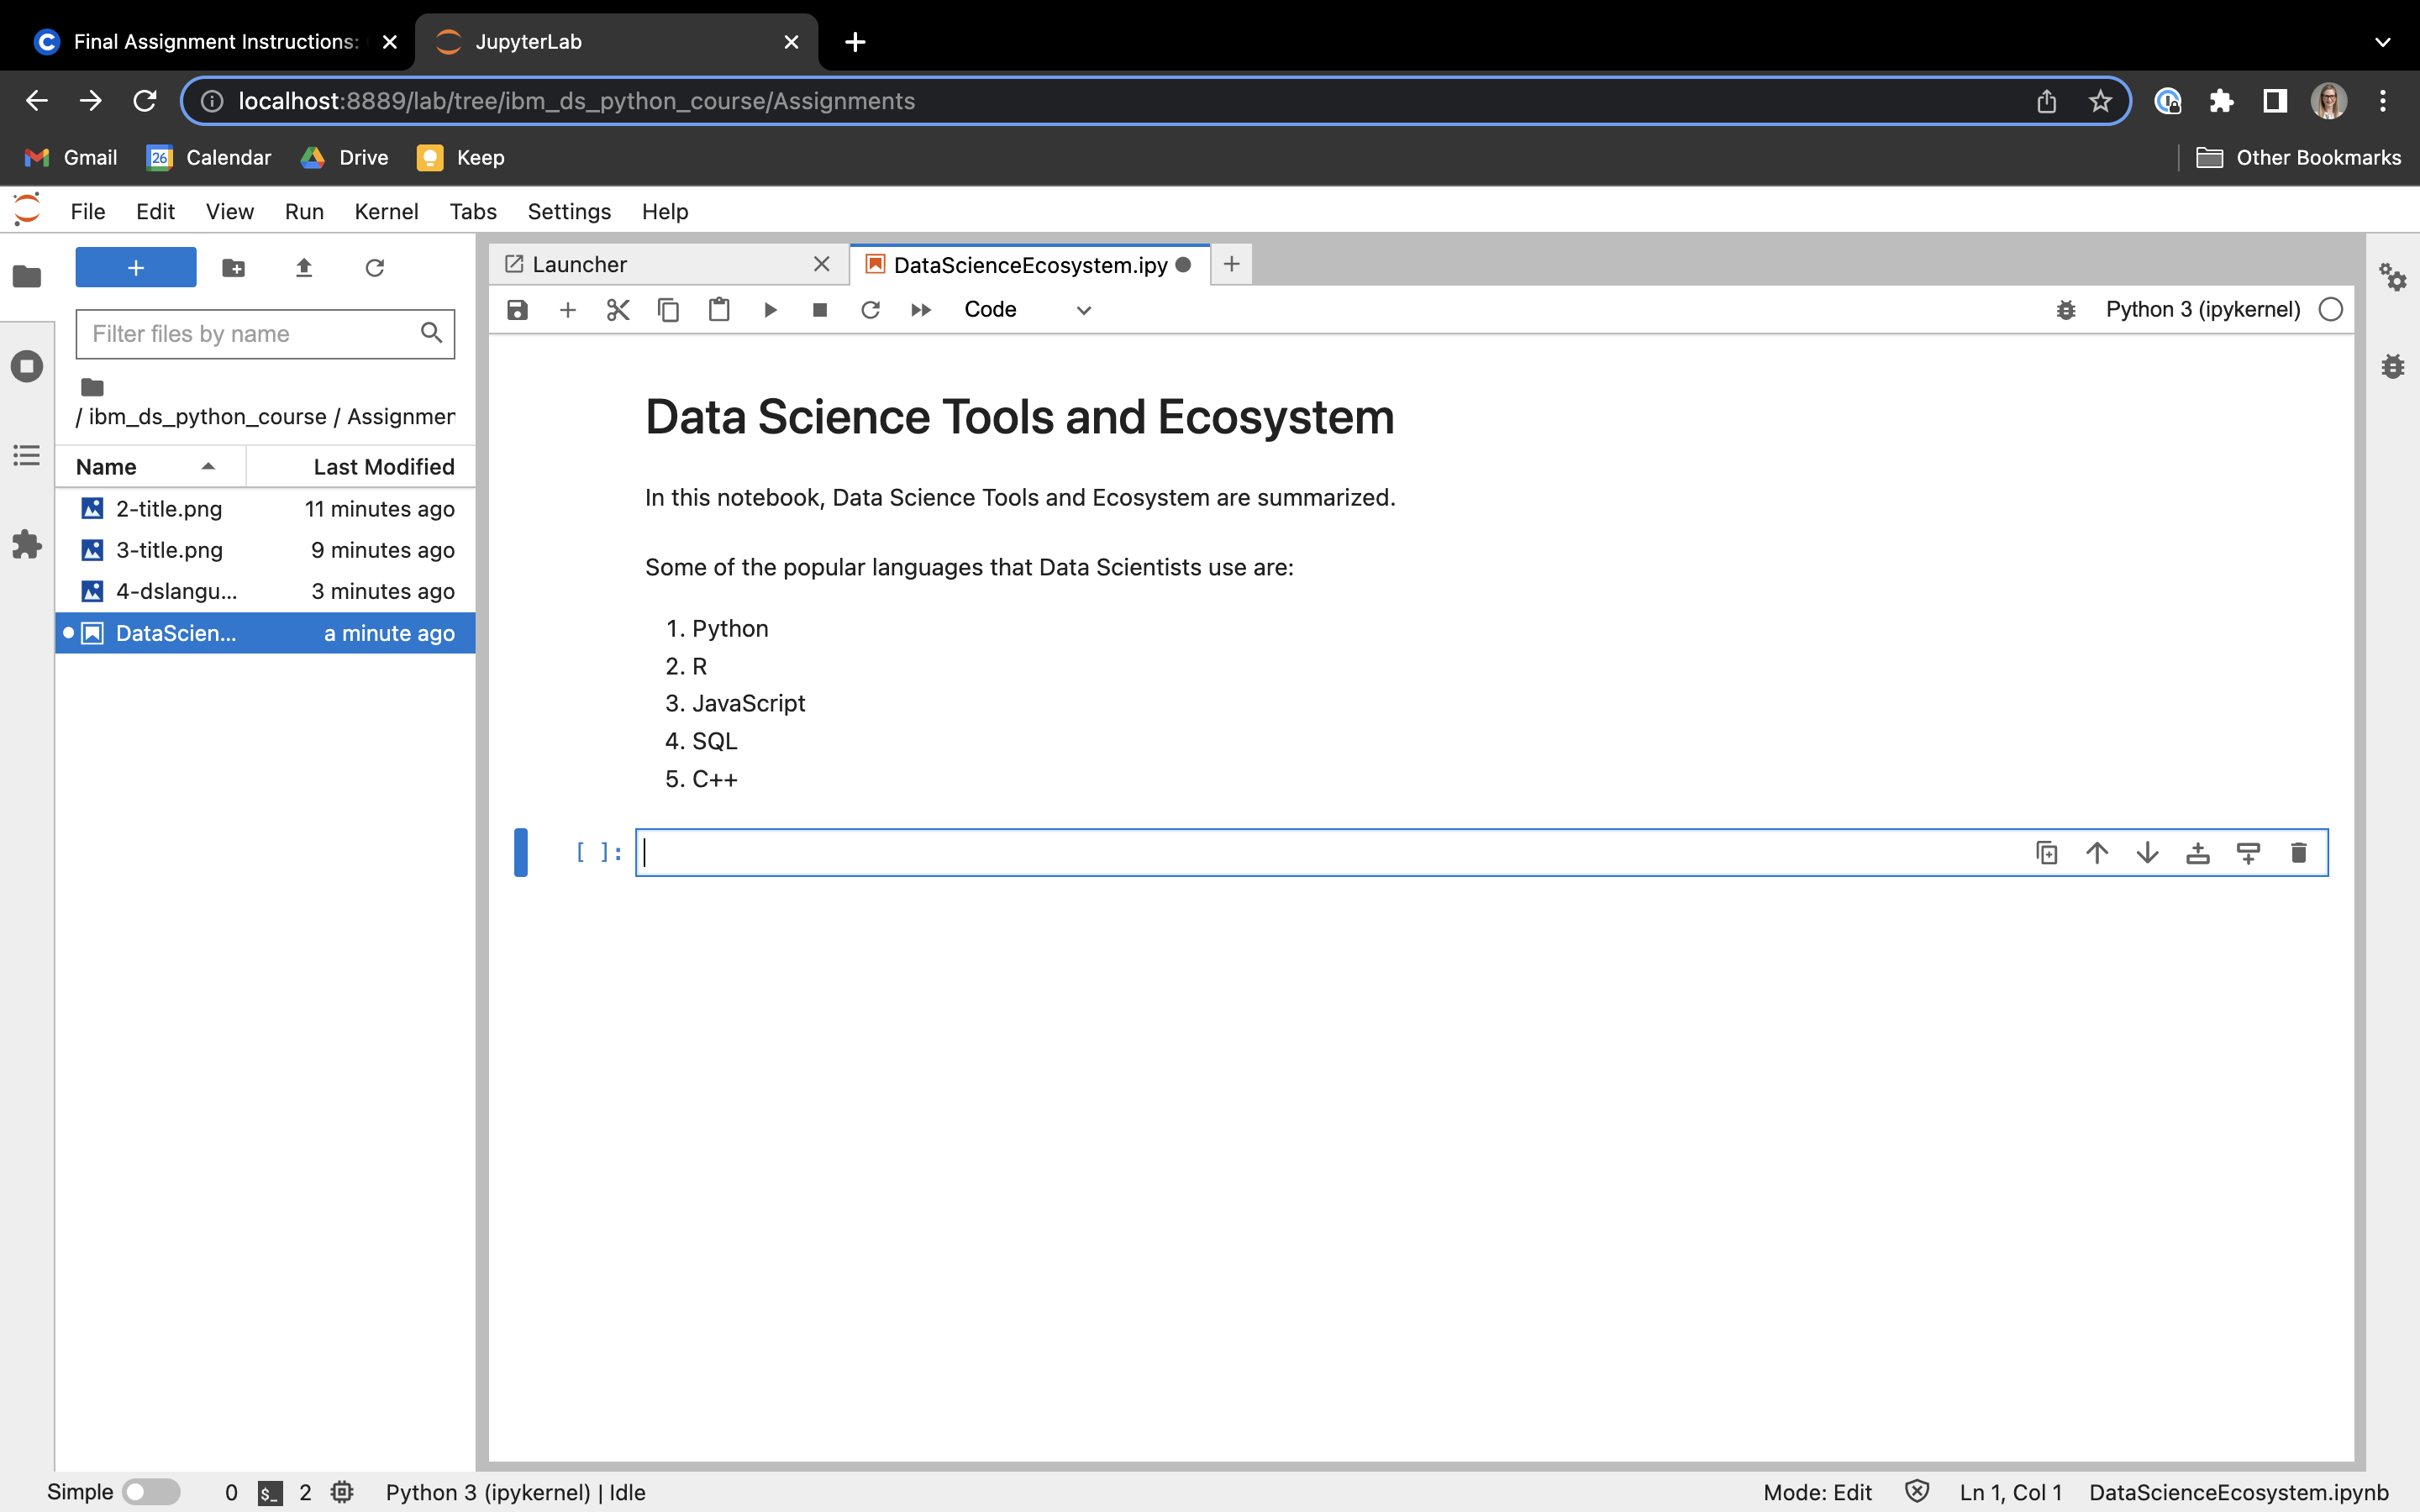 Final Assignment Instructions:
JupyterLab
localhost:8889/lab/tree/ibm_ds_python_course/Assignments
Gmail
26
Calendar
Drive
Keep
Other Bookmarks
File Edit View Run Kernel Tabs Settings Help
Launcher
DataScienceEcosystem.ipy
Code
Python 3 (ipykernel)
Filter files by name
/ ibm_ds_python_course / Assignmen
Name
Last Modified
2-title.png 11 minutes ago
3-title.png 9 minutes ago
4-dslangu... 3 minutes ago
DataScien... a minute ago
Data Science Tools and Ecosystem
In this notebook, Data Science Tools and Ecosystem are summarized.
Some of the popular languages that Data Scientists use are:
1. Python
2. R
3. JavaScript
4. SQL
5. C++
[ ]:
Simple
0
$_
2
Python 3 (ipykernel) | Idle
Mode: Edit
Ln 1, Col 1
DataScienceEcosystem.ipynb